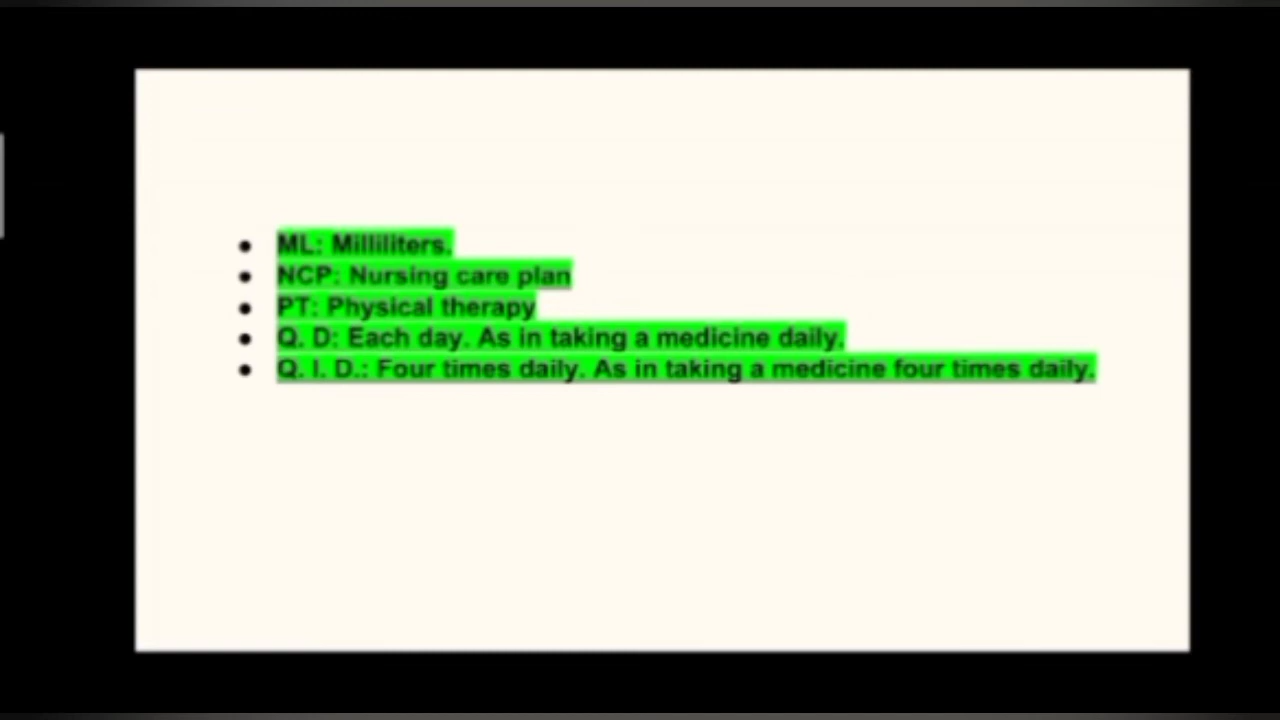 ML: Milliliters.
NCP: Nursing care plan
PT: Physical therapy
Q. D: Each day. As in taking a medicine daily.
Q. I. D.: Four times daily. As in taking a medicine four times daily.